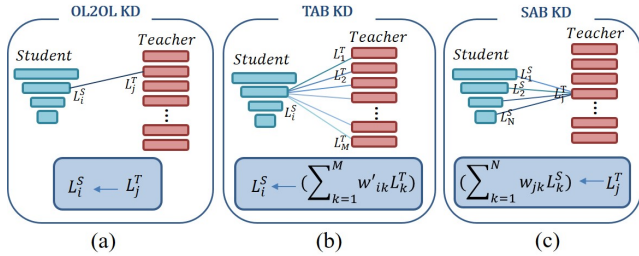 OL2OL KD
TAB KD
SAB KD
Student
Teacher
L_i^S
L_j^T
L_i^S ← L_j^T
(a)
Student
Teacher
L_1^T
L_2^T
L_i^S
L_M^T
L_i^S ← (∑_{k=1}^{M} w'_{ik} L_k^T)
(b)
Student
Teacher
L_1^S
L_2^S
L_N^S
L_j^T
(∑_{k=1}^{N} w_{jk} L_k^S) ← L_j^T
(c)